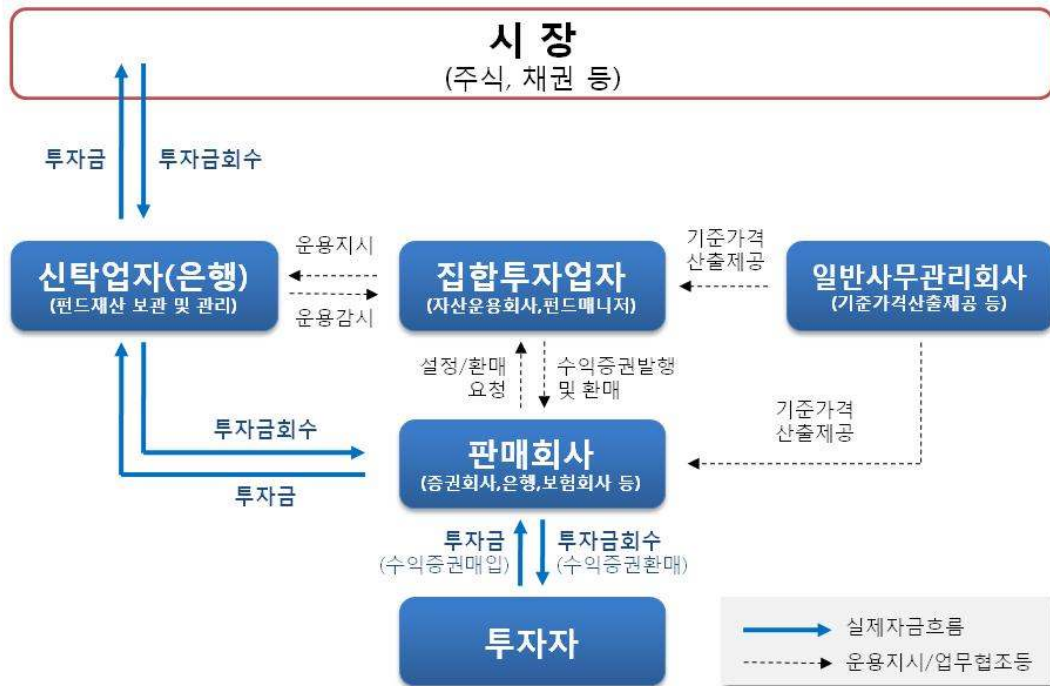 시 장
(주식, 채권 등)
투자금
투자금회수
신탁업자(은행)
(펀드재산 보관 및 관리)
운용지시
운용감시
집합투자업자
(자산운용회사,펀드매니저)
기준가격
산출제공
일반사무관리회사
(기준가격산출제공 등)
설정/환매
요청
수익증권발행
및 환매
기준가격
산출제공
투자금회수
투자금
판매회사
(증권회사,은행,보험회사 등)
투자금
(수익증권매입)
투자금회수
(수익증권환매)
투자자
실제자금흐름
운용지시/업무협조등